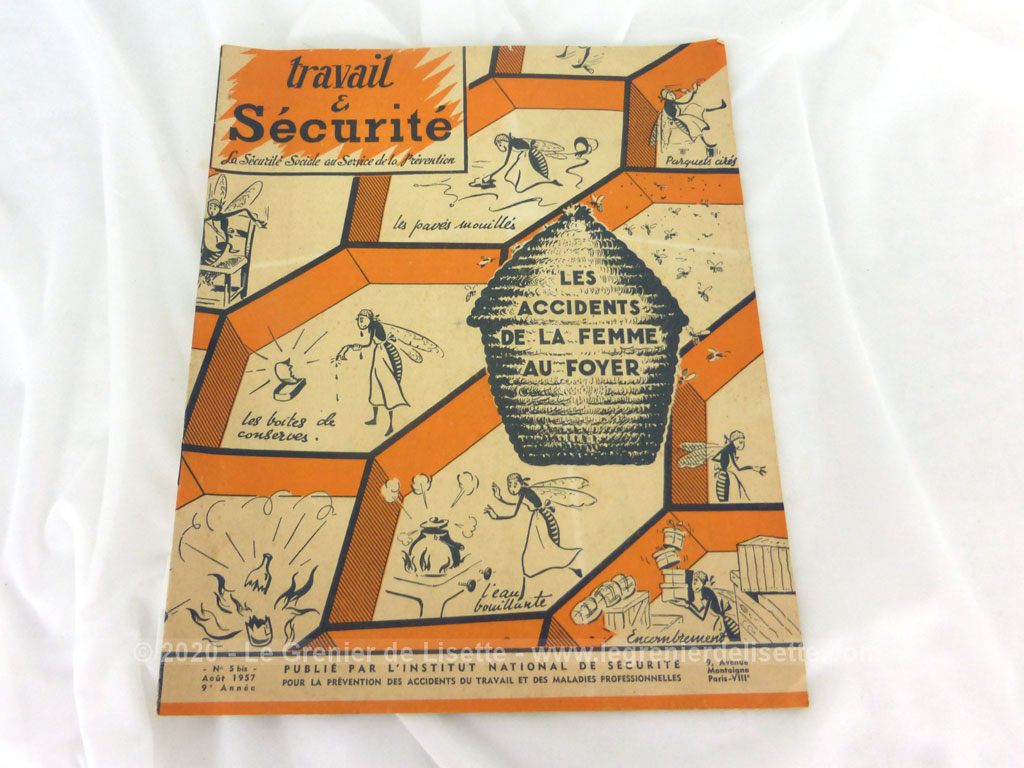 travail
&
Sécurité
La Sécurité Sociale au Service de la Prévention
Parquets cirés
les pavés mouillés
LES
ACCIDENTS
DE LA FEMME
AU FOYER
les boites de
conserves.
l'eau
bouillante
Encombrement
© 2020 - Le Grenier de Lisette - www.legrenierdelisette.com
- N° 5 bis -
Août 1957
9e Année
PUBLIÉ PAR L'INSTITUT NATIONAL DE SÉCURITÉ
POUR LA PRÉVENTION DES ACCIDENTS DU TRAVAIL ET DES MALADIES PROFESSIONNELLES
9, Avenue
Montaigne
Paris-VIIIe